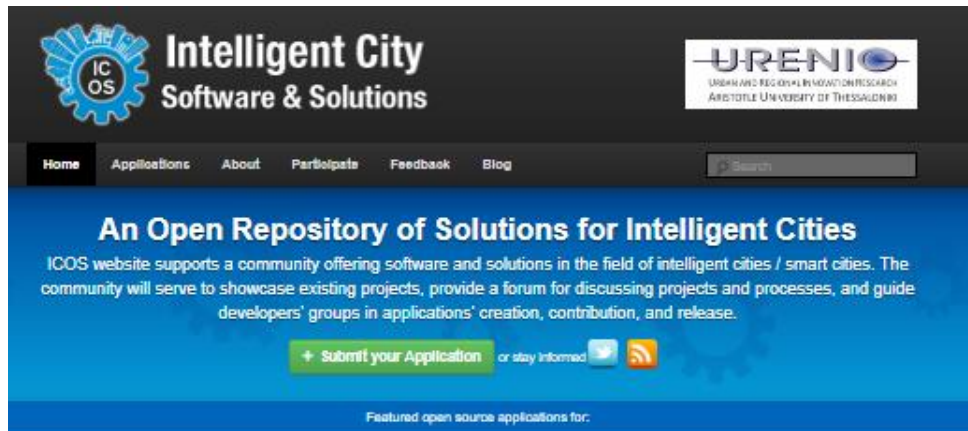 IC
OS
Intelligent City
Software & Solutions
URENIO
URBAN AND REGIONAL INNOVATION RESEARCH
ARISTOTLE UNIVERSITY OF THESSALONIKI
Home Applications About Participate Feedback Blog
Search
An Open Repository of Solutions for Intelligent Cities
ICOS website supports a community offering software and solutions in the field of intelligent cities / smart cities. The
community will serve to showcase existing projects, provide a forum for discussing projects and processes, and guide
developers' groups in applications' creation, contribution, and release.
+ Submit your Application or stay informed
Featured open source applications for: